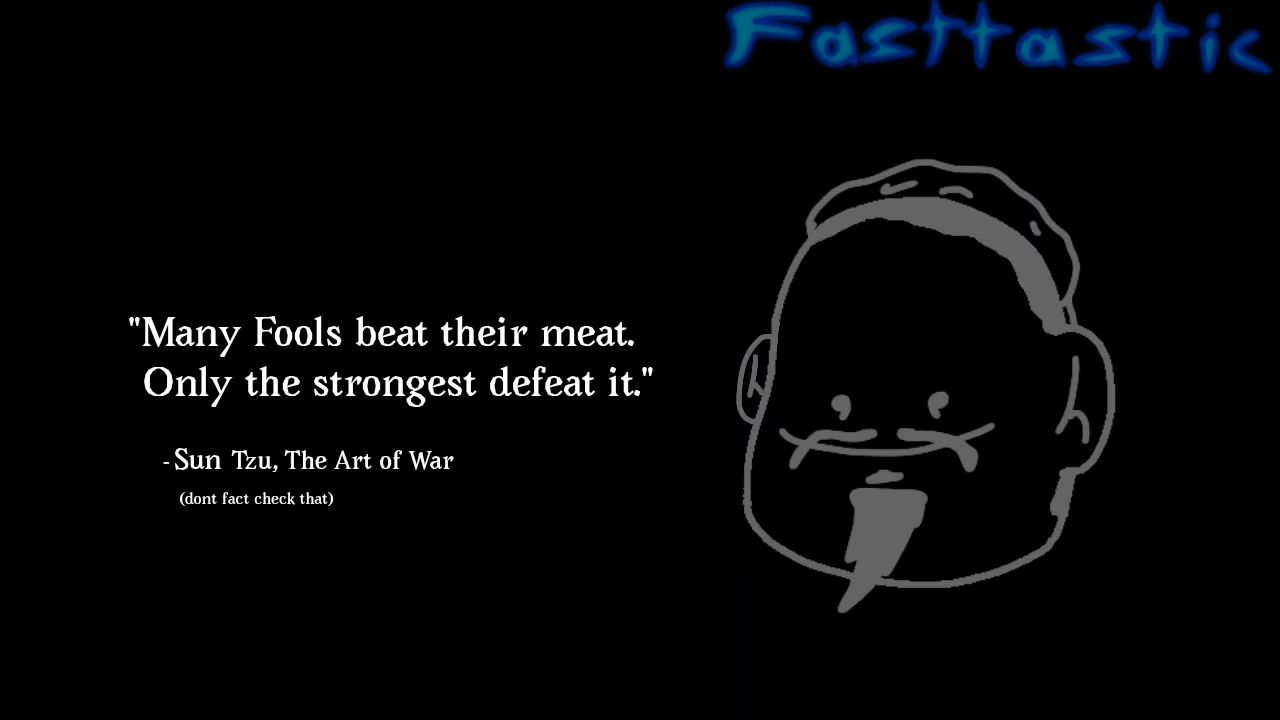 Fasttastic
"Many Fools beat their meat.
Only the strongest defeat it."
-Sun Tzu, The Art of War
(dont fact check that)